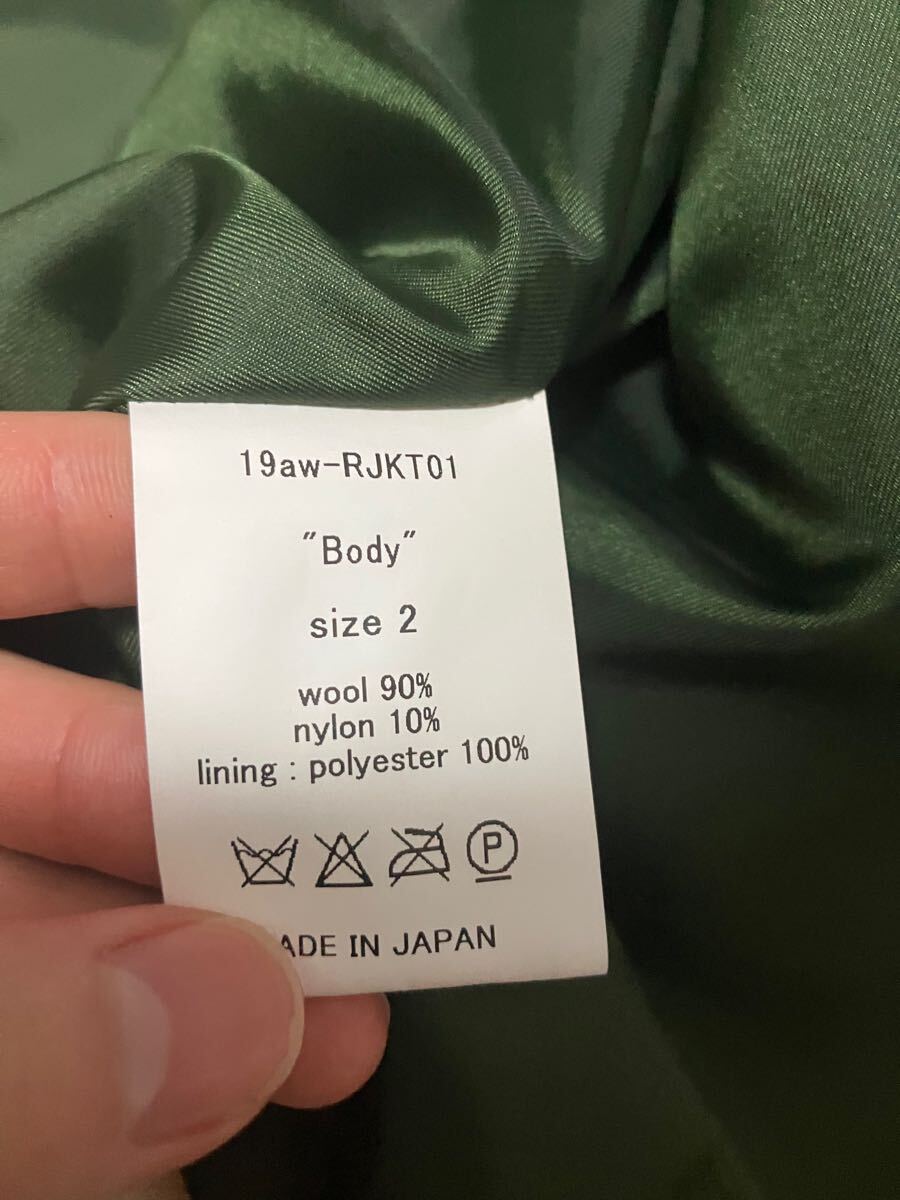 19aw-RJKT01
"Body"
size 2
wool 90%
nylon 10%
lining : polyester 100%
P
ADE IN JAPAN